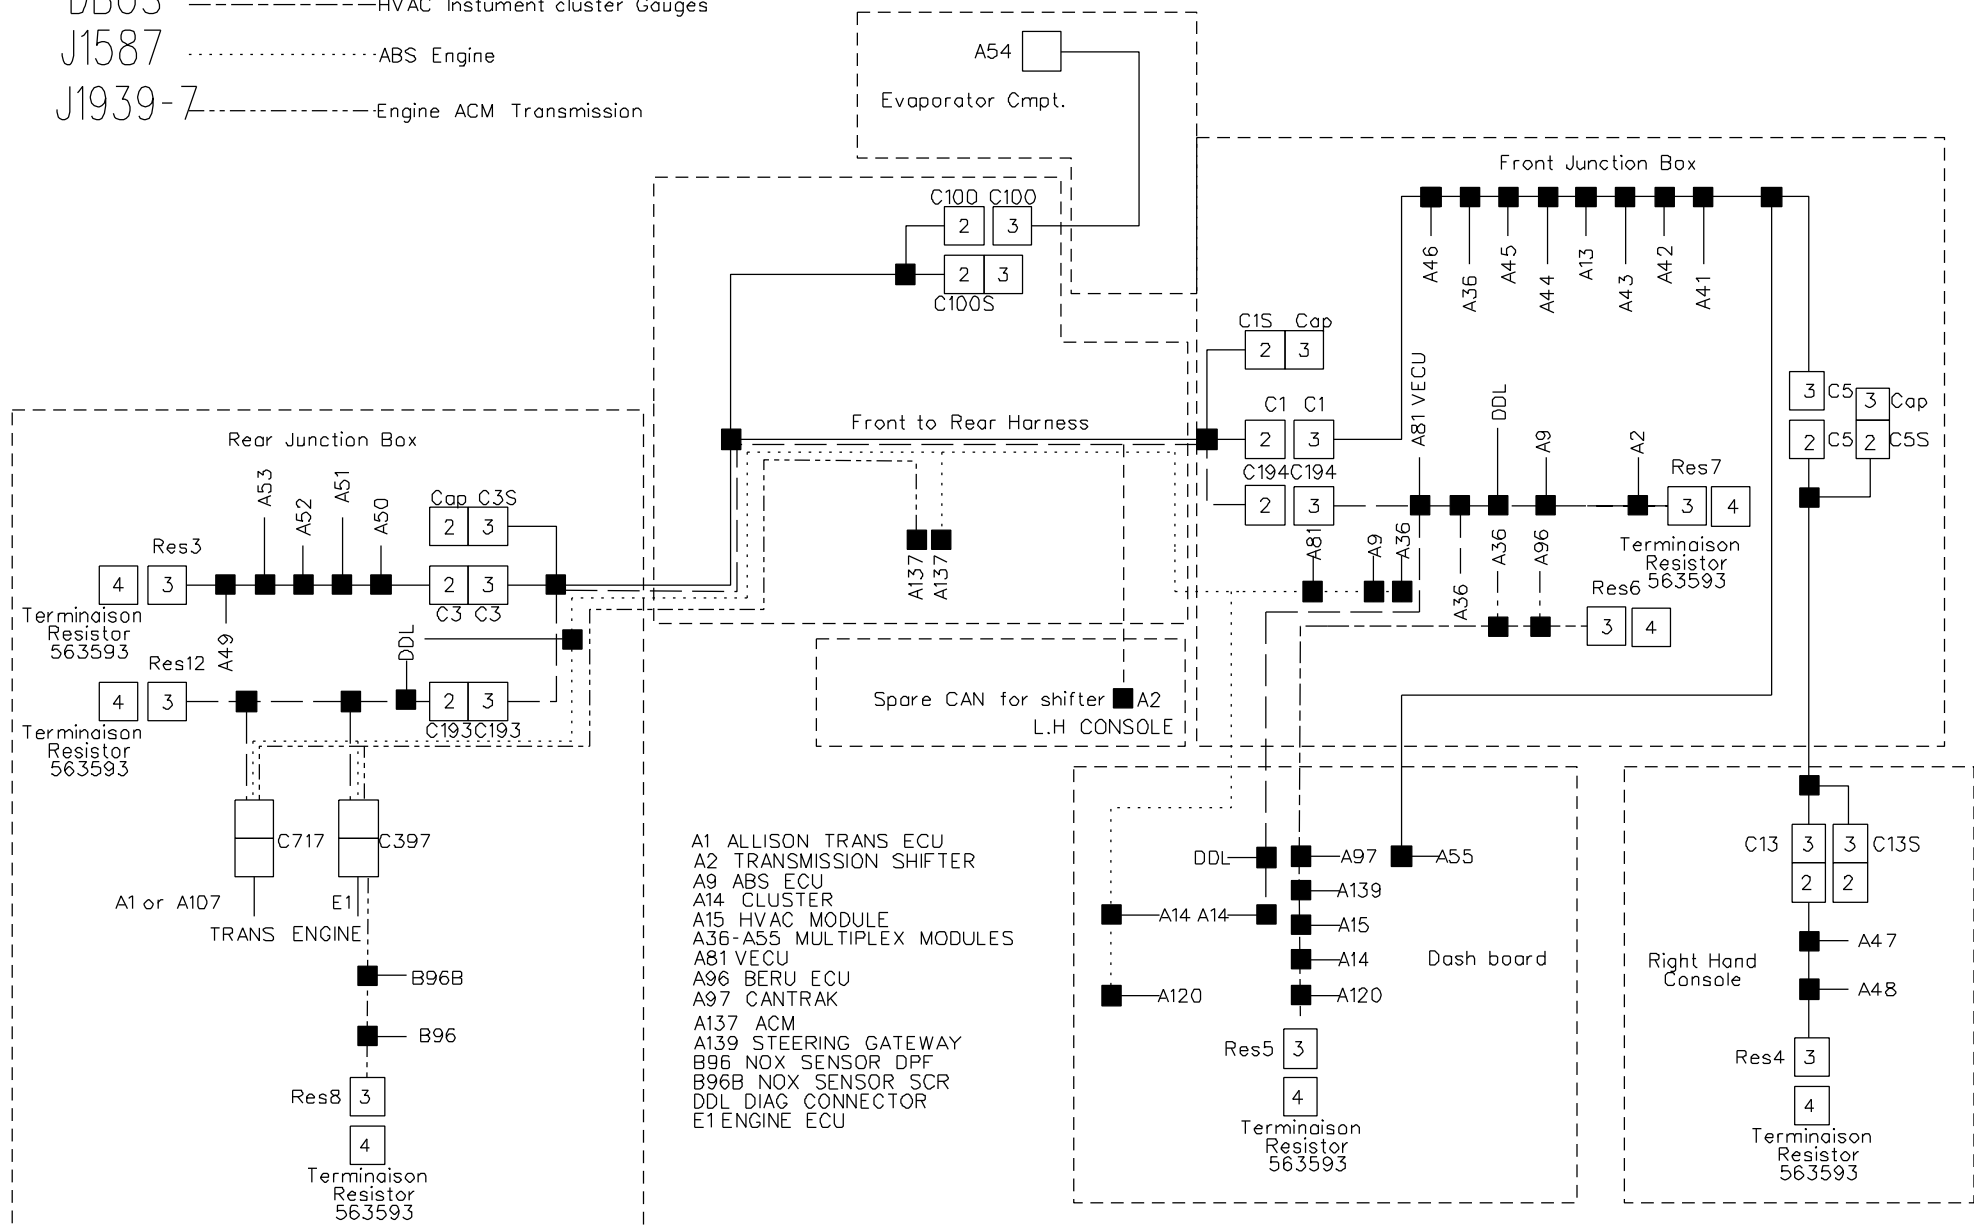 HVAC Instument cluster Gauges
J1587 ABS Engine
J1939-7 Engine ACM Transmission
A54
Evaporator Cmpt.
Front Junction Box
C100 C100
2 3
2 3
C100S
A46
A36
A45
A44
A13
A43
A42
A41
C1S Cap
2 3
C1 C1
2 3
C194 C194
2 3
A81 VECU
DDL
A9
A2
Res7
3 4
Terminaison
Resistor
563593
A81
A9
A36
A36
A36
A96
Res6
3 4
3 C5
2 C5
3 Cap
2 C5S
Front to Rear Harness
A137
A137
Spare CAN for shifter A2
L.H CONSOLE
Rear Junction Box
A53
A52
A51
A50
Cap C3S
2 3
Res3
4 3
2 3
C3 C3
Terminaison
Resistor
563593
A49
DDL
Res12
4 3
2 3
C193 C193
Terminaison
Resistor
563593
C717
C397
A1 or A107
E1
TRANS ENGINE
B96B
B96
Res8 3
4
Terminaison
Resistor
563593
A1 ALLISON TRANS ECU
A2 TRANSMISSION SHIFTER
A9 ABS ECU
A14 CLUSTER
A15 HVAC MODULE
A36-A55 MULTIPLEX MODULES
A81 VECU
A96 BERU ECU
A97 CANTRAK
A137 ACM
A139 STEERING GATEWAY
B96 NOX SENSOR DPF
B96B NOX SENSOR SCR
DDL DIAG CONNECTOR
E1 ENGINE ECU
DDL
A97
A55
A139
A14 A14
A15
A14
A120
A120
Dash board
Res5 3
4
Terminaison
Resistor
563593
C13 3
2
3 C13S
2
A47
A48
Right Hand
Console
Res4 3
4
Terminaison
Resistor
563593